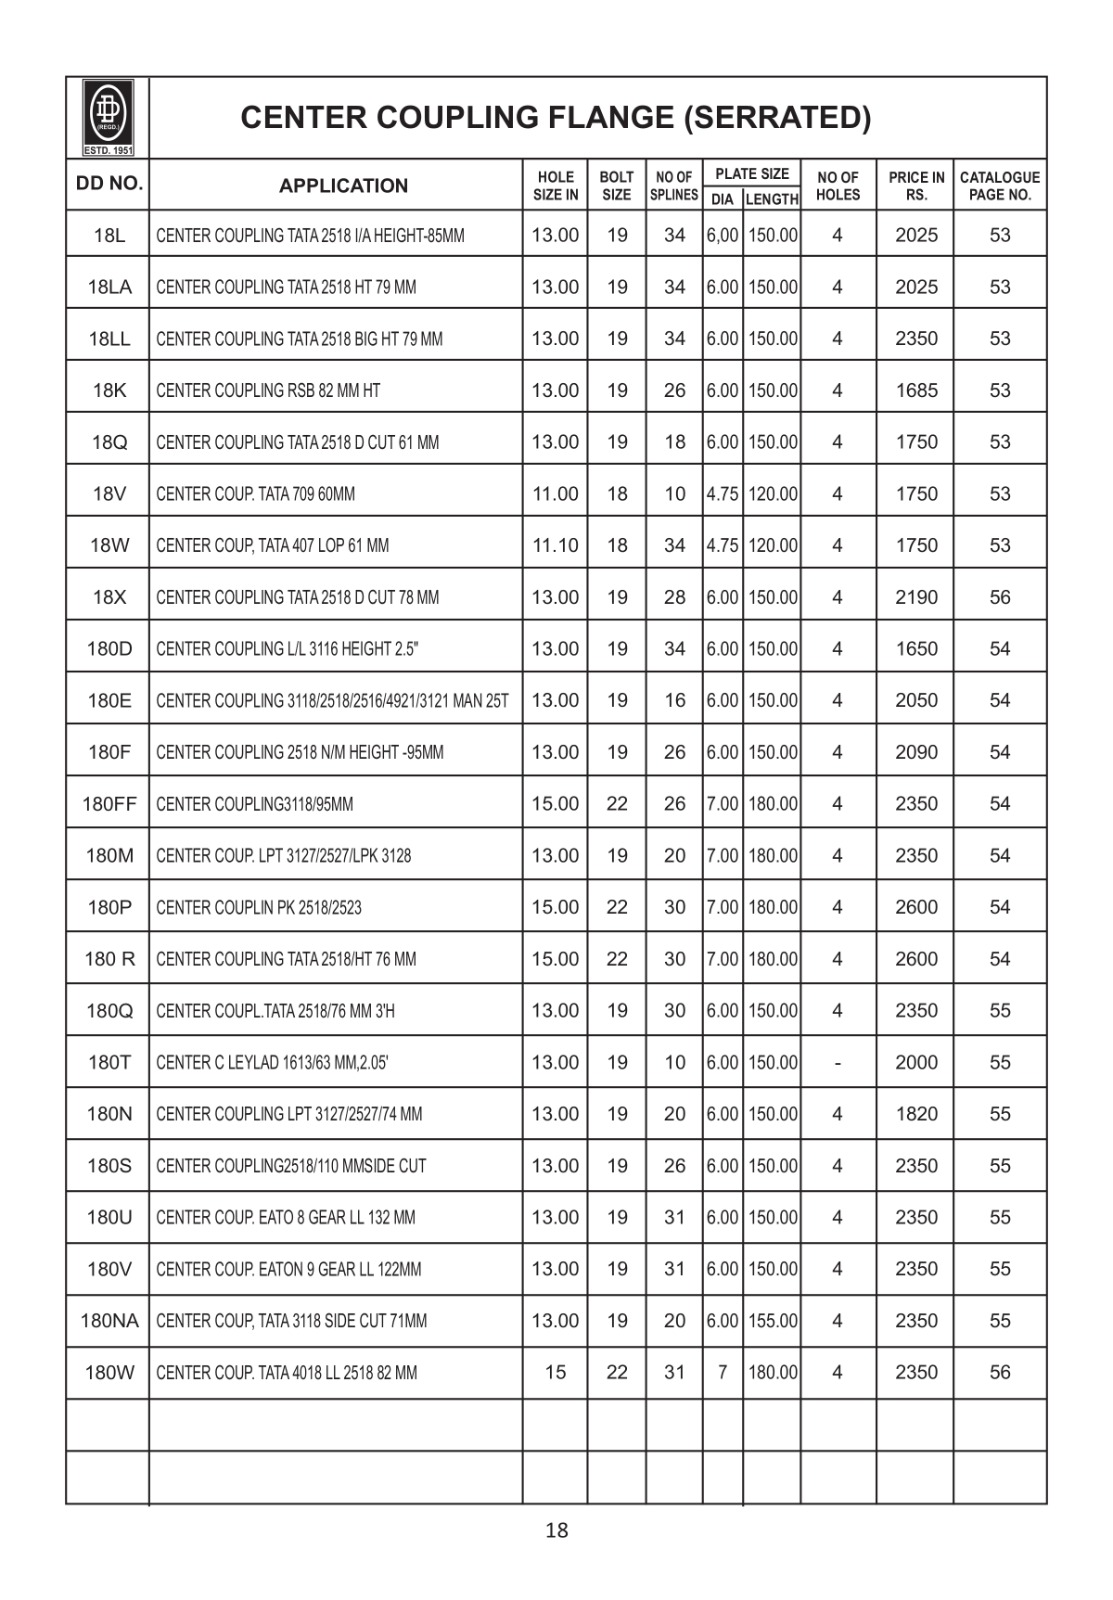 DD
(REGD.)
ESTD. 1951
CENTER COUPLING FLANGE (SERRATED)
DD NO. APPLICATION HOLE SIZE IN BOLT SIZE NO OF SPLINES PLATE SIZE DIA LENGTH NO OF HOLES PRICE IN RS. CATALOGUE PAGE NO.
18L CENTER COUPLING TATA 2518 I/A HEIGHT-85MM 13.00 19 34 6,00 150.00 4 2025 53
18LA CENTER COUPLING TATA 2518 HT 79 MM 13.00 19 34 6.00 150.00 4 2025 53
18LL CENTER COUPLING TATA 2518 BIG HT 79 MM 13.00 19 34 6.00 150.00 4 2350 53
18K CENTER COUPLING RSB 82 MM HT 13.00 19 26 6.00 150.00 4 1685 53
18Q CENTER COUPLING TATA 2518 D CUT 61 MM 13.00 19 18 6.00 150.00 4 1750 53
18V CENTER COUP. TATA 709 60MM 11.00 18 10 4.75 120.00 4 1750 53
18W CENTER COUP, TATA 407 LOP 61 MM 11.10 18 34 4.75 120.00 4 1750 53
18X CENTER COUPLING TATA 2518 D CUT 78 MM 13.00 19 28 6.00 150.00 4 2190 56
180D CENTER COUPLING L/L 3116 HEIGHT 2.5" 13.00 19 34 6.00 150.00 4 1650 54
180E CENTER COUPLING 3118/2518/2516/4921/3121 MAN 25T 13.00 19 16 6.00 150.00 4 2050 54
180F CENTER COUPLING 2518 N/M HEIGHT -95MM 13.00 19 26 6.00 150.00 4 2090 54
180FF CENTER COUPLING3118/95MM 15.00 22 26 7.00 180.00 4 2350 54
180M CENTER COUP. LPT 3127/2527/LPK 3128 13.00 19 20 7.00 180.00 4 2350 54
180P CENTER COUPLIN PK 2518/2523 15.00 22 30 7.00 180.00 4 2600 54
180 R CENTER COUPLING TATA 2518/HT 76 MM 15.00 22 30 7.00 180.00 4 2600 54
180Q CENTER COUPL.TATA 2518/76 MM 3'H 13.00 19 30 6.00 150.00 4 2350 55
180T CENTER C LEYLAD 1613/63 MM,2.05' 13.00 19 10 6.00 150.00 - 2000 55
180N CENTER COUPLING LPT 3127/2527/74 MM 13.00 19 20 6.00 150.00 4 1820 55
180S CENTER COUPLING2518/110 MMSIDE CUT 13.00 19 26 6.00 150.00 4 2350 55
180U CENTER COUP. EATO 8 GEAR LL 132 MM 13.00 19 31 6.00 150.00 4 2350 55
180V CENTER COUP. EATON 9 GEAR LL 122MM 13.00 19 31 6.00 150.00 4 2350 55
180NA CENTER COUP, TATA 3118 SIDE CUT 71MM 13.00 19 20 6.00 155.00 4 2350 55
180W CENTER COUP. TATA 4018 LL 2518 82 MM 15 22 31 7 180.00 4 2350 56
18